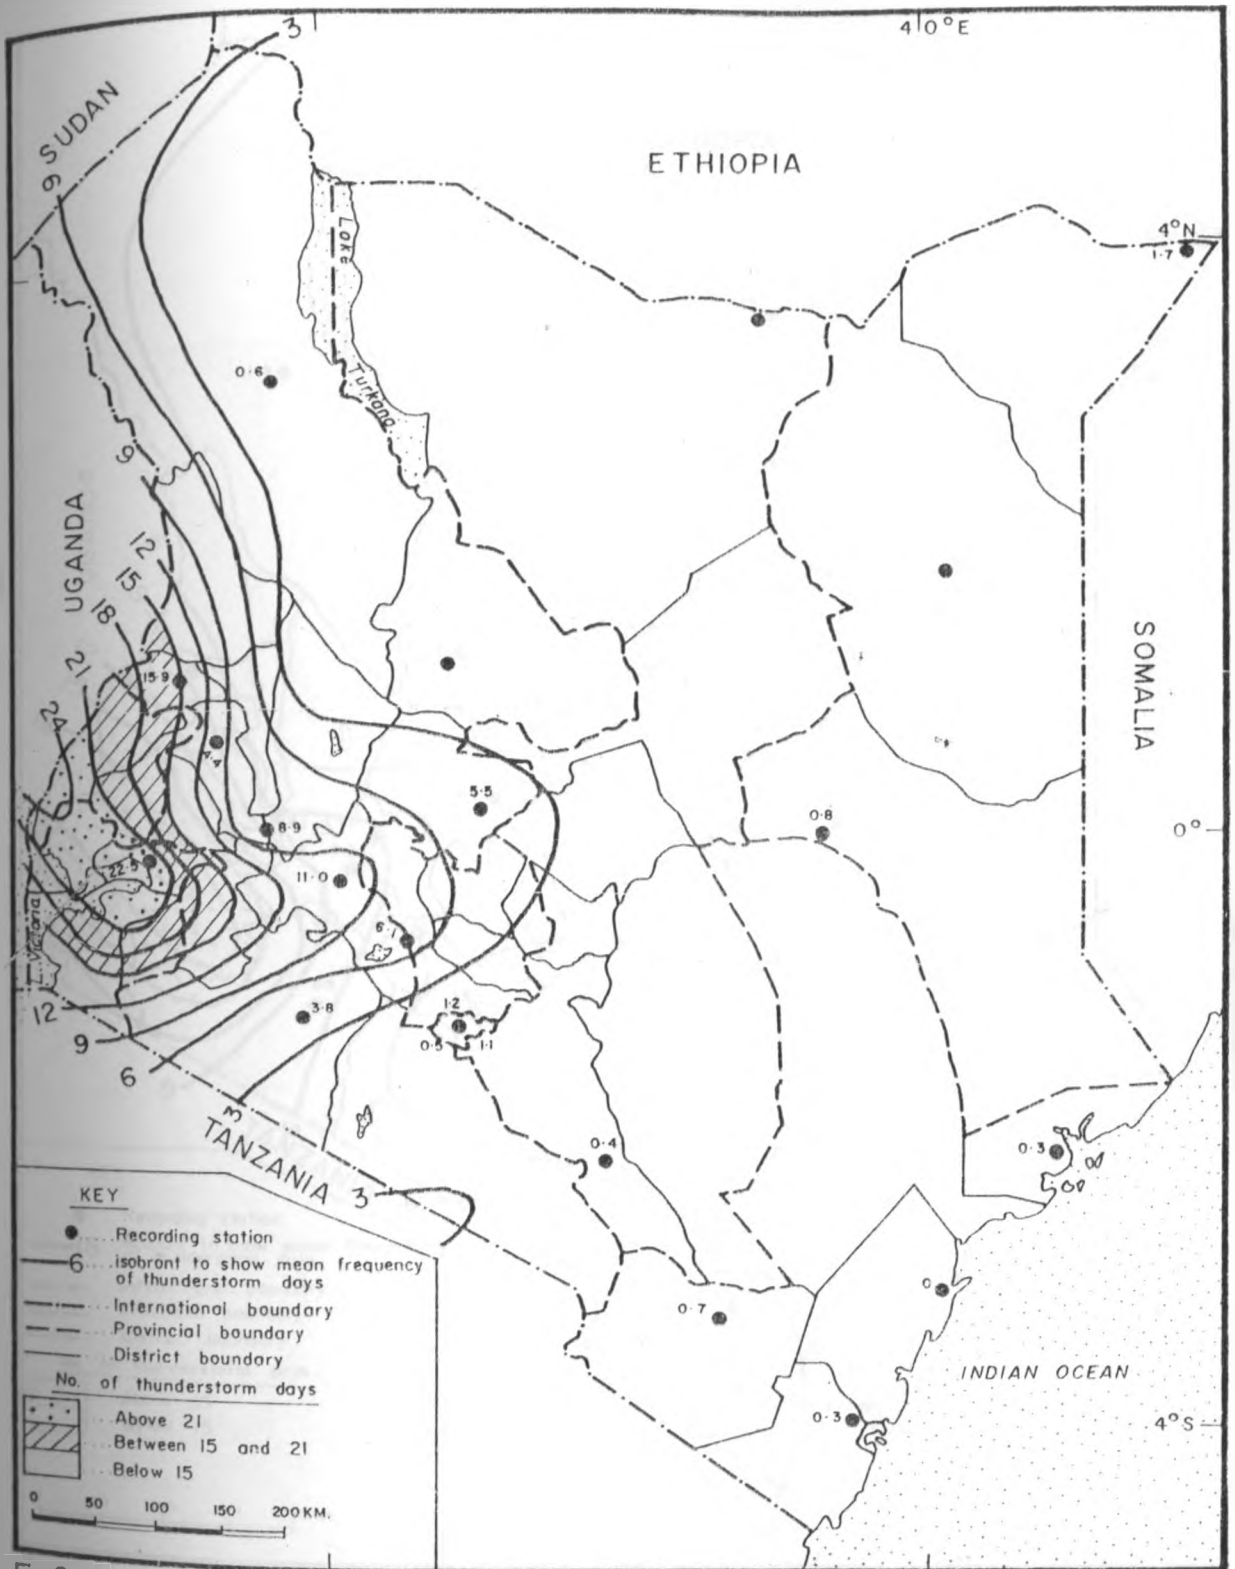 3
40°E
SUDAN
6
ETHIOPIA
Lake
Turkana
4°N
1·7
0·6
9
UGANDA
12
15
18
21
24
15·9
4·4
5·5
8·9
0·8
0°
SOMALIA
22·5
11·0
6·1
L. Victoria
12
3·8
1·2
0·5
1·1
9
6
3
TANZANIA
0·4
0·3
3
KEY
Recording station
6 isobront to show mean frequency
of thunderstorm days
International boundary
Provincial boundary
District boundary
No. of thunderstorm days
Above 21
Between 15 and 21
Below 15
0 50 100 150 200 KM.
0
0·7
INDIAN OCEAN
0·3
4°S